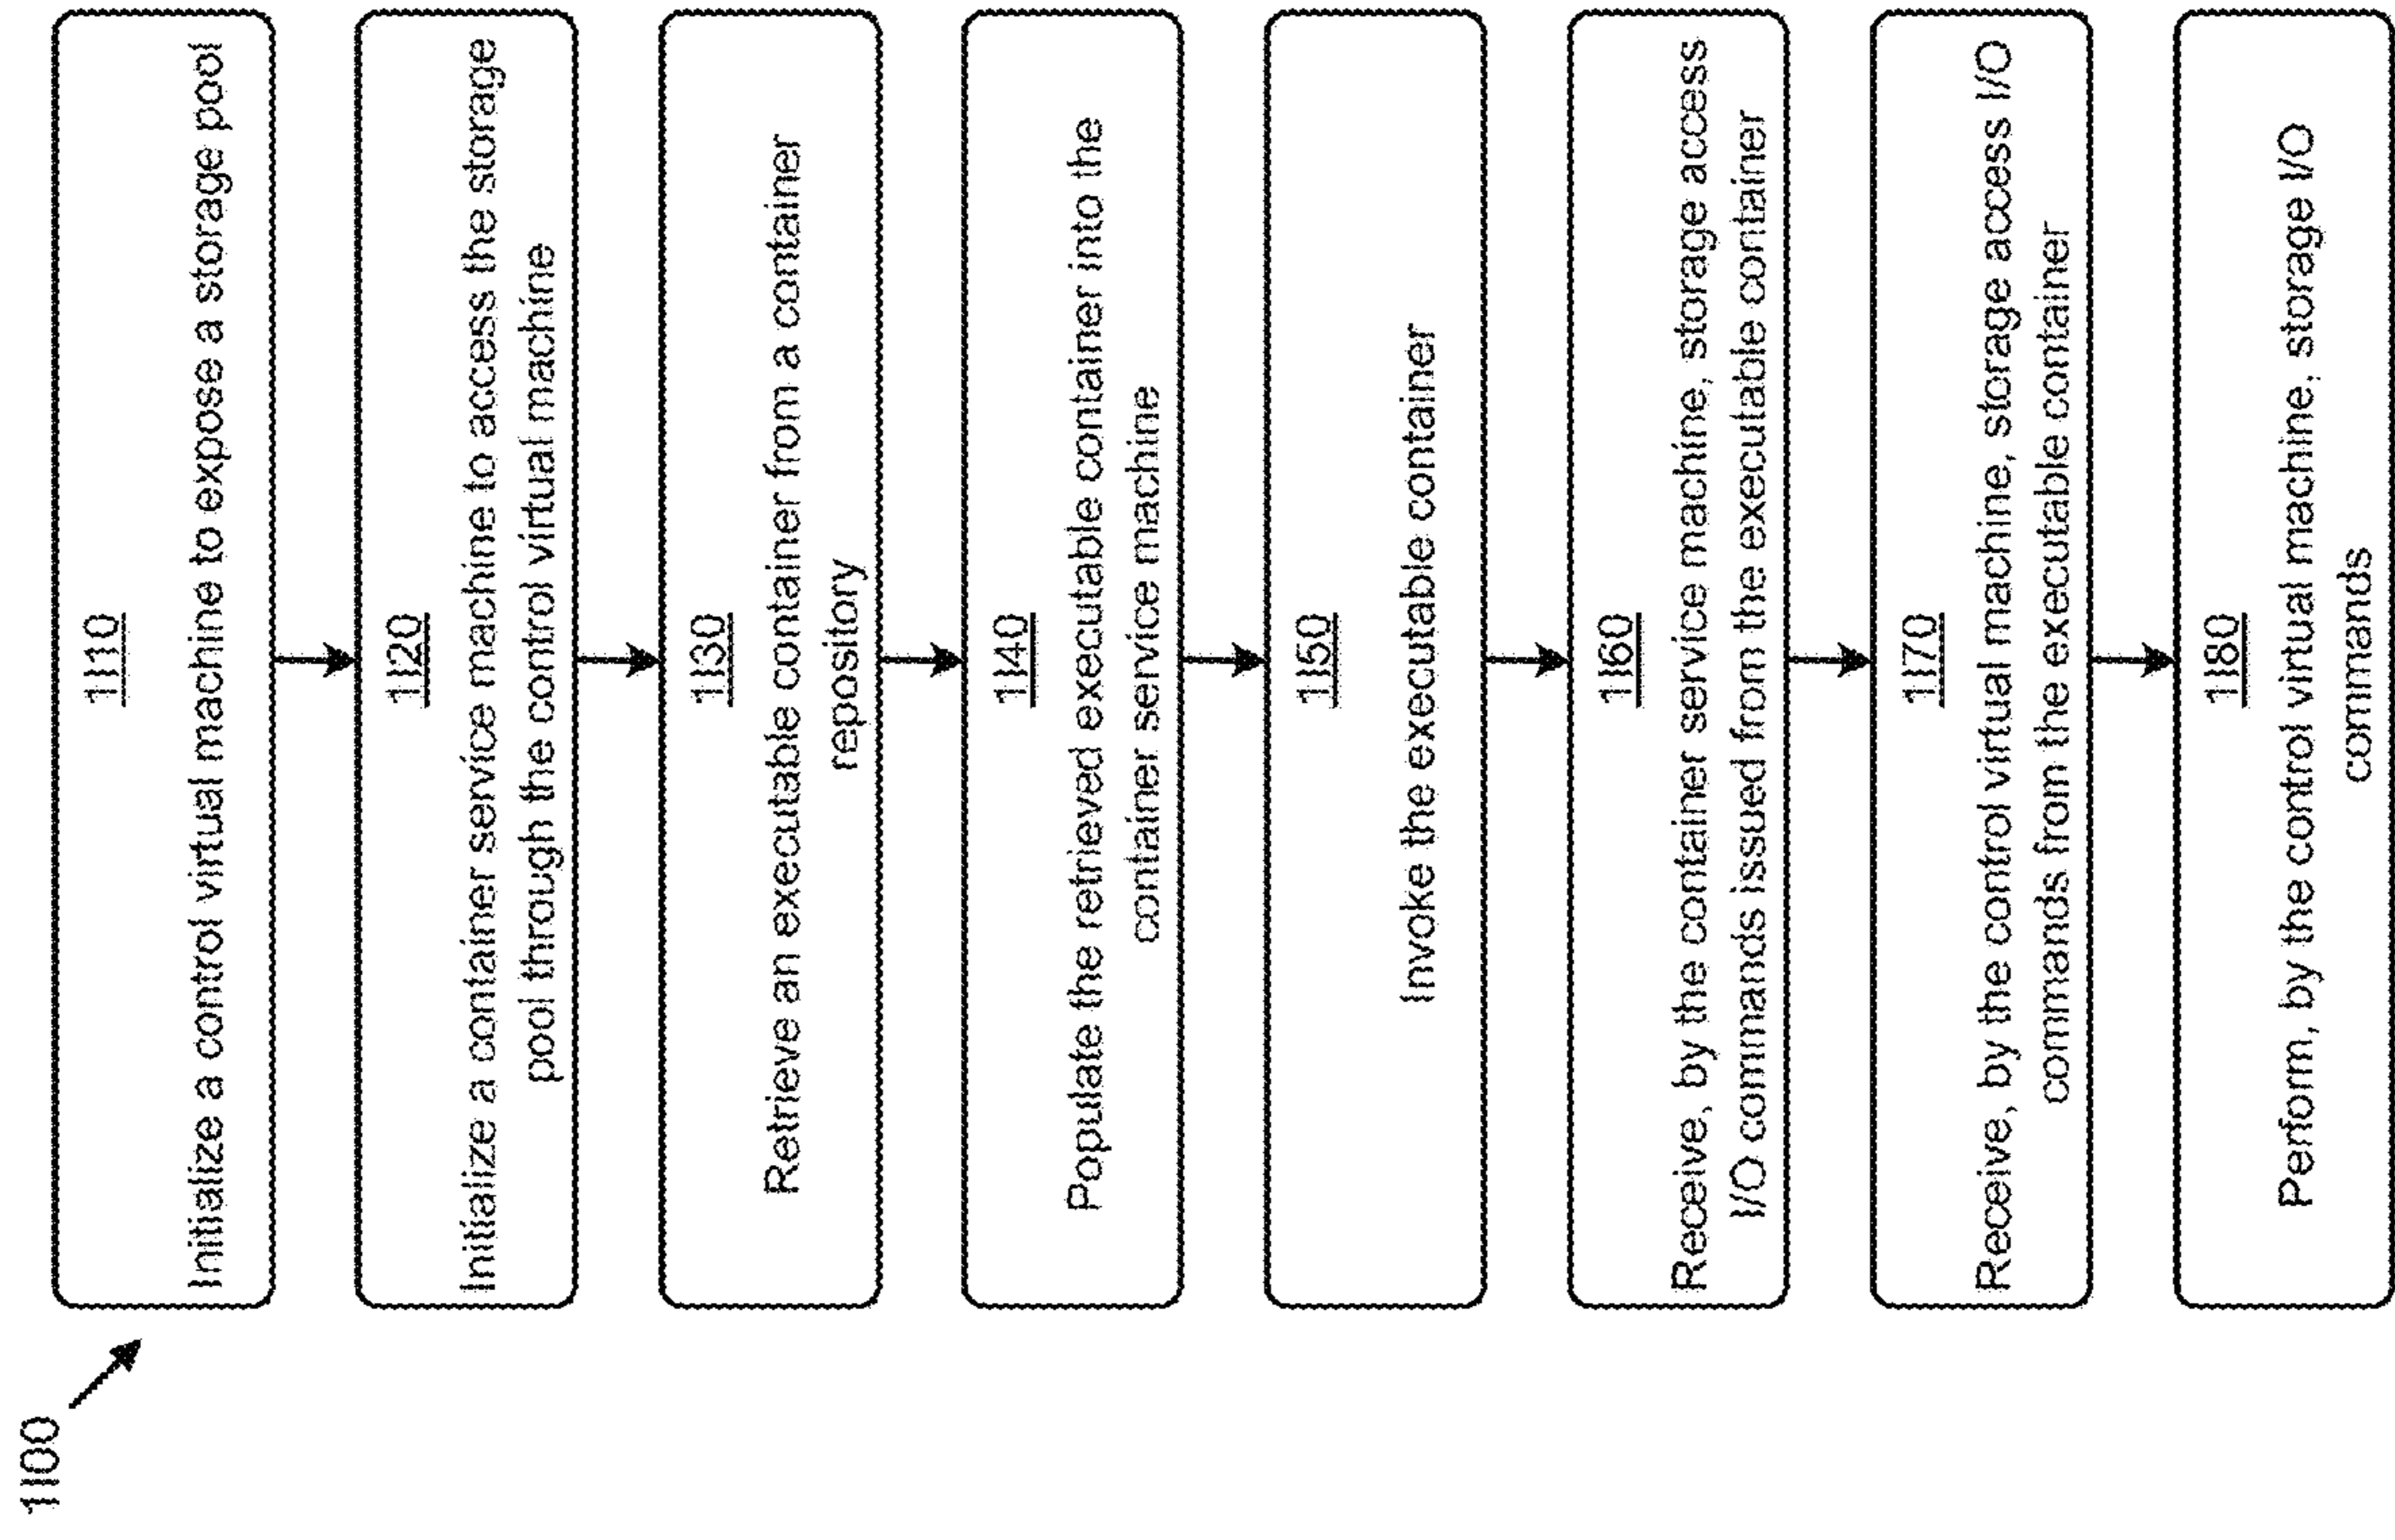 1100
1110
Initialize a control virtual machine to expose a storage pool
1120
Initialize a container service machine to access the storage
pool through the control virtual machine
1130
Retrieve an executable container from a container
repository
1140
Populate the retrieved executable container into the
container service machine
1150
Invoke the executable container
1160
Receive, by the container service machine, storage access
I/O commands issued from the executable container
1170
Receive, by the control virtual machine, storage access I/O
commands from the executable container
1180
Perform, by the control virtual machine, storage I/O
commands